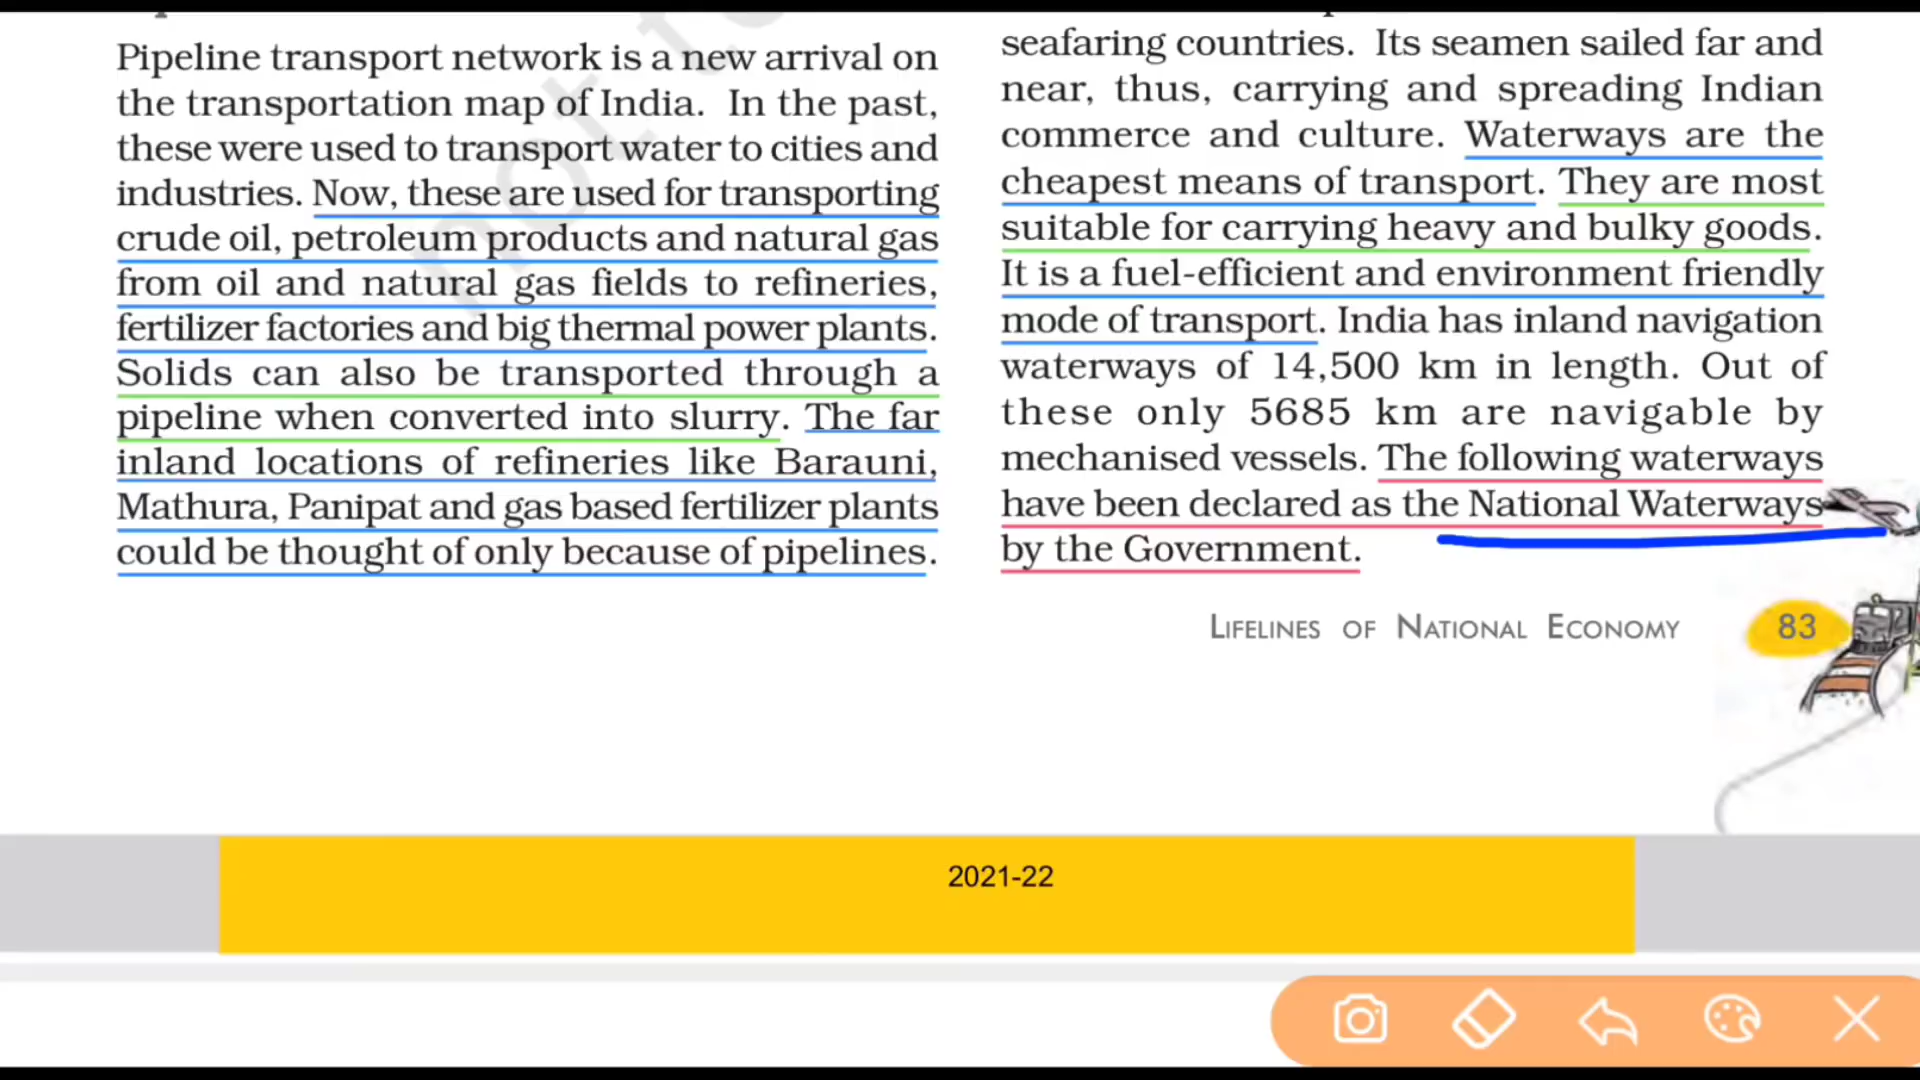 Pipeline transport network is a new arrival on
the transportation map of India. In the past,
these were used to transport water to cities and
industries. Now, these are used for transporting
crude oil, petroleum products and natural gas
from oil and natural gas fields to refineries,
fertilizer factories and big thermal power plants.
Solids can also be transported through a
pipeline when converted into slurry. The far
inland locations of refineries like Barauni,
Mathura, Panipat and gas based fertilizer plants
could be thought of only because of pipelines.
seafaring countries. Its seamen sailed far and
near, thus, carrying and spreading Indian
commerce and culture. Waterways are the
cheapest means of transport. They are most
suitable for carrying heavy and bulky goods.
It is a fuel-efficient and environment friendly
mode of transport. India has inland navigation
waterways of 14,500 km in length. Out of
these only 5685 km are navigable by
mechanised vessels. The following waterways
have been declared as the National Waterways
by the Government.
Lifelines of National Economy 83
2021-22
not to